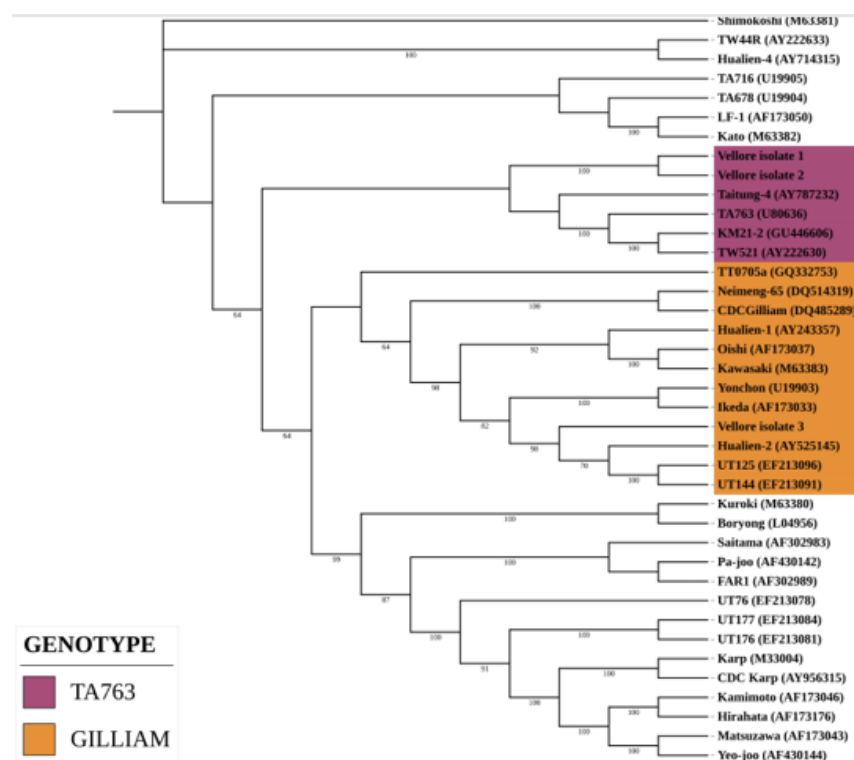 Shimokoshi (M63381)
TW44R (AY222633)
100
Hualien-4 (AY714315)
TA716 (U19905)
TA678 (U19904)
LF-1 (AF173050)
100
Kato (M63382)
Vellore isolate 1
100
Vellore isolate 2
Taitung-4 (AY787232)
TA763 (U80636)
100
KM21-2 (GU446606)
100
TW521 (AY222630)
TT0705a (GQ332753)
Neimeng-65 (DQ514319)
100
64
CDCGilliam (DQ485289)
Hualien-1 (AY243357)
64
92
Oishi (AF173037)
100
Kawasaki (M63383)
98
Yonchon (U19903)
100
Ikeda (AF173033)
62
Vellore isolate 3
64
90
Hualien-2 (AY525145)
70
UT125 (EF213096)
100
UT144 (EF213091)
Kuroki (M63380)
100
Boryong (L04956)
Saitama (AF302983)
99
100
Pa-joo (AF430142)
FAR1 (AF302989)
87
UT76 (EF213078)
UT177 (EF213084)
100
100
UT176 (EF213081)
Karp (M33004)
91
100
CDC Karp (AY956315)
Kamimoto (AF173046)
100
100
Hirahata (AF173176)
100
Matsuzawa (AF173043)
100
Yeo-joo (AF430144)
GENOTYPE
TA763
GILLIAM